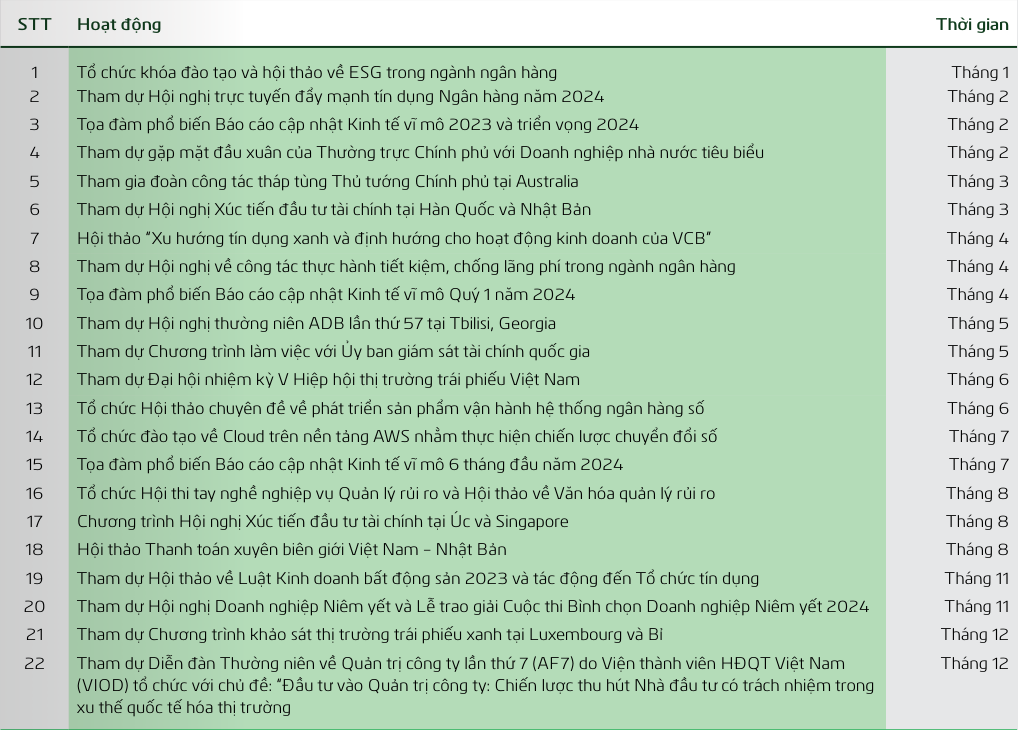 STT Hoạt động Thời gian
1 Tổ chức khóa đào tạo và hội thảo về ESG trong ngành ngân hàng Tháng 1
2 Tham dự Hội nghị trực tuyến đẩy mạnh tín dụng Ngân hàng năm 2024 Tháng 2
3 Tọa đàm phổ biến Báo cáo cập nhật Kinh tế vĩ mô 2023 và triển vọng 2024 Tháng 2
4 Tham dự gặp mặt đầu xuân của Thường trực Chính phủ với Doanh nghiệp nhà nước tiêu biểu Tháng 2
5 Tham gia đoàn công tác tháp tùng Thủ tướng Chính phủ tại Australia Tháng 3
6 Tham dự Hội nghị Xúc tiến đầu tư tài chính tại Hàn Quốc và Nhật Bản Tháng 3
7 Hội thảo “Xu hướng tín dụng xanh và định hướng cho hoạt động kinh doanh của VCB” Tháng 4
8 Tham dự Hội nghị về công tác thực hành tiết kiệm, chống lãng phí trong ngành ngân hàng Tháng 4
9 Tọa đàm phổ biến Báo cáo cập nhật Kinh tế vĩ mô Quý 1 năm 2024 Tháng 4
10 Tham dự Hội nghị thường niên ADB lần thứ 57 tại Tbilisi, Georgia Tháng 5
11 Tham dự Chương trình làm việc với Ủy ban giám sát tài chính quốc gia Tháng 5
12 Tham dự Đại hội nhiệm kỳ V Hiệp hội thị trường trái phiếu Việt Nam Tháng 6
13 Tổ chức Hội thảo chuyên đề về phát triển sản phẩm vận hành hệ thống ngân hàng số Tháng 6
14 Tổ chức đào tạo về Cloud trên nền tảng AWS nhằm thực hiện chiến lược chuyển đổi số Tháng 7
15 Tọa đàm phổ biến Báo cáo cập nhật Kinh tế vĩ mô 6 tháng đầu năm 2024 Tháng 7
16 Tổ chức Hội thi tay nghề nghiệp vụ Quản lý rủi ro và Hội thảo về Văn hóa quản lý rủi ro Tháng 8
17 Chương trình Hội nghị Xúc tiến đầu tư tài chính tại Úc và Singapore Tháng 8
18 Hội thảo Thanh toán xuyên biên giới Việt Nam – Nhật Bản Tháng 8
19 Tham dự Hội thảo về Luật Kinh doanh bất động sản 2023 và tác động đến Tổ chức tín dụng Tháng 11
20 Tham dự Hội nghị Doanh nghiệp Niêm yết và Lễ trao giải Cuộc thi Bình chọn Doanh nghiệp Niêm yết 2024 Tháng 11
21 Tham dự Chương trình khảo sát thị trường trái phiếu xanh tại Luxembourg và Bỉ Tháng 12
22 Tham dự Diễn đàn Thường niên về Quản trị công ty lần thứ 7 (AF7) do Viện thành viên HĐQT Việt Nam Tháng 12
(VIOD) tổ chức với chủ đề: “Đầu tư vào Quản trị công ty: Chiến lược thu hút Nhà đầu tư có trách nhiệm trong
xu thế quốc tế hóa thị trường